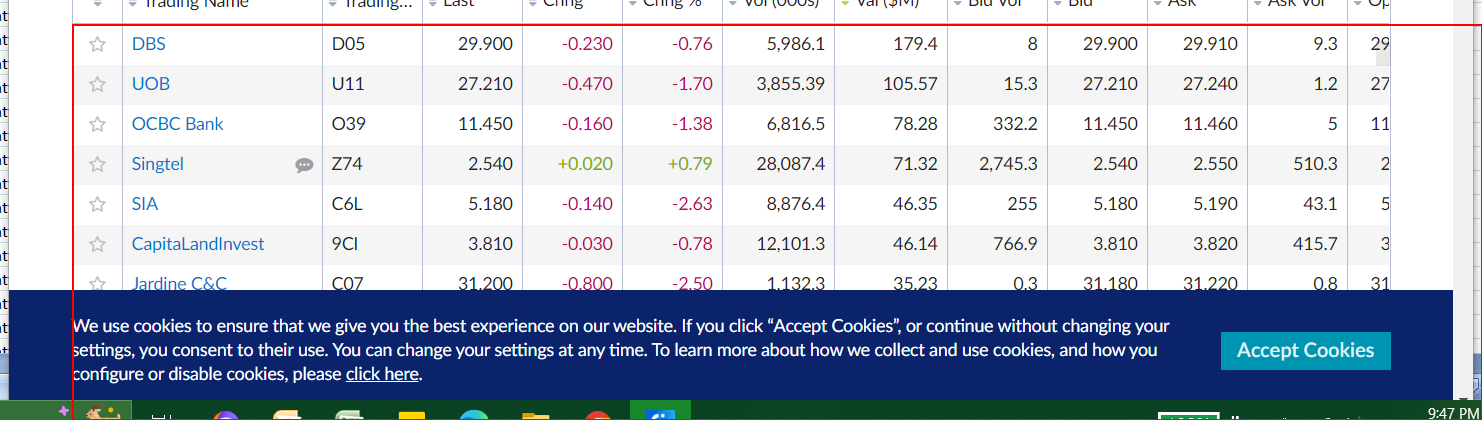 Trading Name Trading... Last Chng Chng % Vol (000s) Val ($M) Bid Vol Bid Ask Ask Vol Op
DBS D05 29.900 -0.230 -0.76 5,986.1 179.4 8 29.900 29.910 9.3 29
UOB U11 27.210 -0.470 -1.70 3,855.39 105.57 15.3 27.210 27.240 1.2 27
OCBC Bank O39 11.450 -0.160 -1.38 6,816.5 78.28 332.2 11.450 11.460 5 11
Singtel Z74 2.540 +0.020 +0.79 28,087.4 71.32 2,745.3 2.540 2.550 510.3 2
SIA C6L 5.180 -0.140 -2.63 8,876.4 46.35 255 5.180 5.190 43.1 5
CapitaLandInvest 9CI 3.810 -0.030 -0.78 12,101.3 46.14 766.9 3.810 3.820 415.7 3
Jardine C&C C07 31.200 -0.800 -2.50 1,132.3 35.23 0.3 31.180 31.220 0.8 31
We use cookies to ensure that we give you the best experience on our website. If you click “Accept Cookies”, or continue without changing your
settings, you consent to their use. You can change your settings at any time. To learn more about how we collect and use cookies, and how you
configure or disable cookies, please click here.
Accept Cookies
9:47 PM